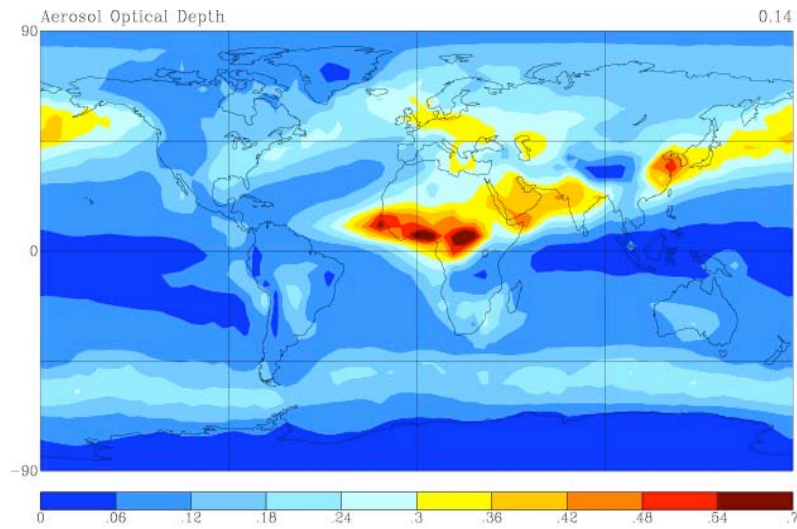 Aerosol Optical Depth 0.14
90
0
-90
0 .06 .12 .18 .24 .3 .36 .42 .48 .54 .7